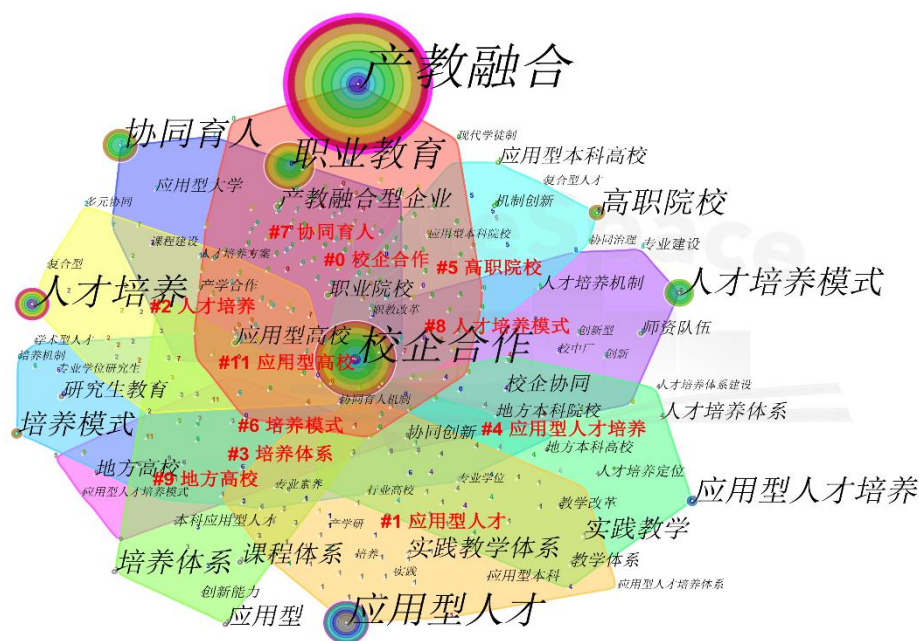 产教融合
协同育人
职业教育
现代学徒制
应用型本科高校
复合型人才
应用型大学
产教融合型企业
机制创新
高职院校
多元协同
#7 协同育人
应用型本科院校
课程建设
人才培养方案
#0 校企合作
#5 高职院校
协同治理
专业建设
复合型
产学合作
职业院校
人才培养机制
人才培养模式
人才培养
#2 人才培养
职教改革
应用型高校
#8 人才培养模式
创新型
师资队伍
学术型人才
校企合作
校中厂
创新
培养机制
#11 应用型高校
专业学位研究生
研究生教育
协同育人机制
校企协同
人才培养体系建设
培养模式
#6 培养模式
协同创新
地方本科院校
人才培养体系
#4 应用型人才培养
#3 培养体系
地方本科高校
地方高校
#9 地方高校
人才培养定位
应用型人才培养模式
专业素养
行业高校
专业学位
应用型人才培养
教学改革
本科应用型人才
产学研
#1 应用型人才
实践教学
培养体系
课程体系
培养
实践教学体系
教学体系
实践
应用型本科
创新能力
应用型人才培养体系
应用型
应用型人才